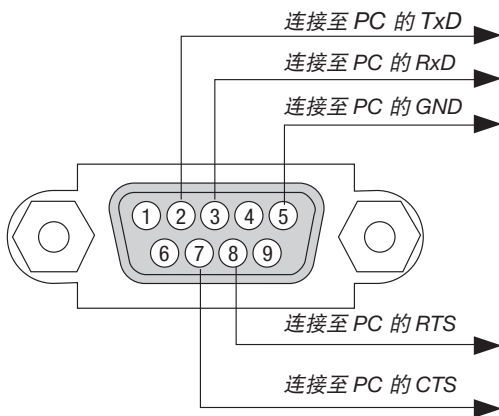 连接至 PC 的 TxD
连接至 PC 的 RxD
连接至 PC 的 GND
1 2 3 4 5
6 7 8 9
连接至 PC 的 RTS
连接至 PC 的 CTS